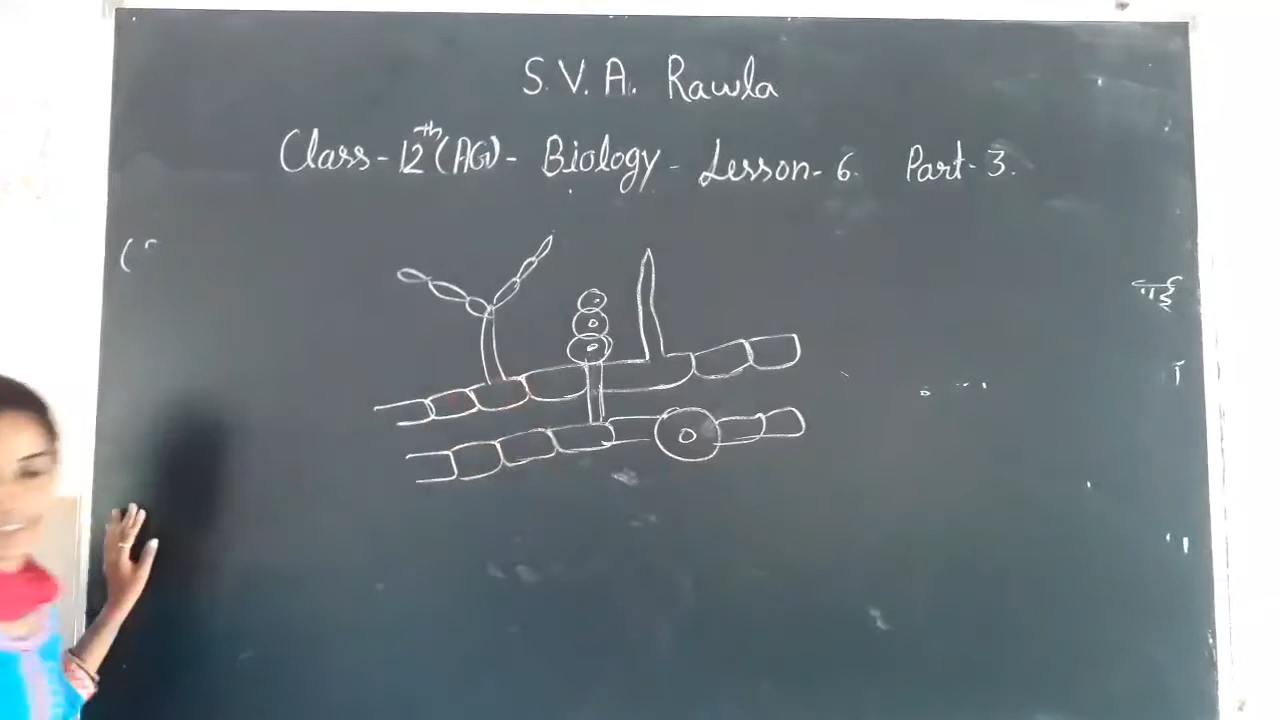 S.V.A. Rawla
Class-12th (AG) - Biology - Lesson-6. Part-3.